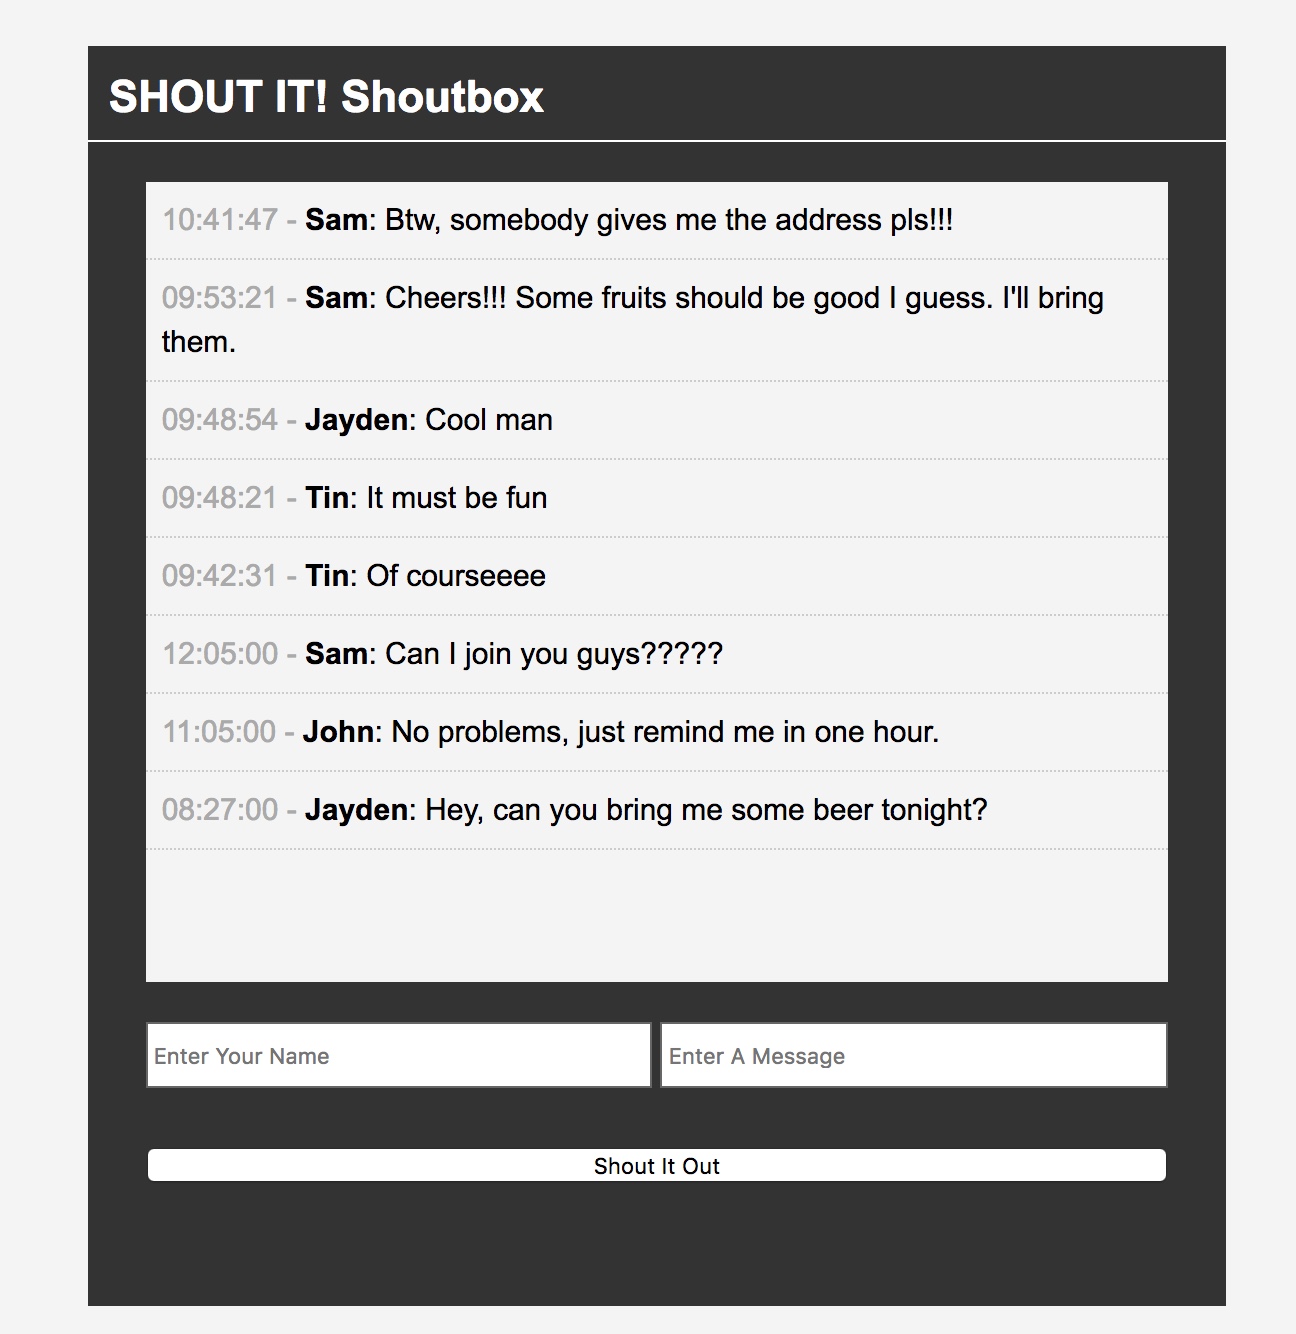 SHOUT IT! Shoutbox
10:41:47 - Sam: Btw, somebody gives me the address pls!!!
09:53:21 - Sam: Cheers!!! Some fruits should be good I guess. I'll bring
them.
09:48:54 - Jayden: Cool man
09:48:21 - Tin: It must be fun
09:42:31 - Tin: Of courseeee
12:05:00 - Sam: Can I join you guys?????
11:05:00 - John: No problems, just remind me in one hour.
08:27:00 - Jayden: Hey, can you bring me some beer tonight?
Enter Your Name
Enter A Message
Shout It Out